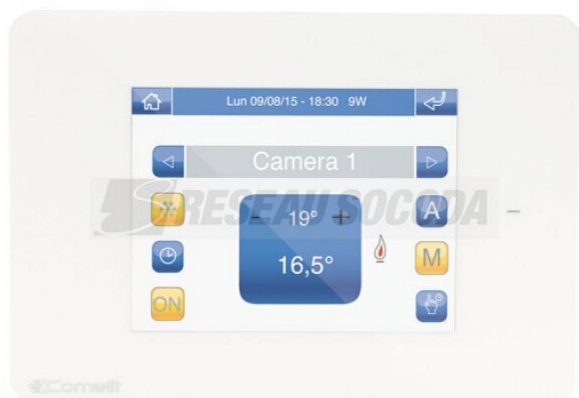 Lun 09/08/15 - 18:30 9W
Camera 1
RESEAU SOCODA
- 19° +
A
16,5°
M
ON
Comelit